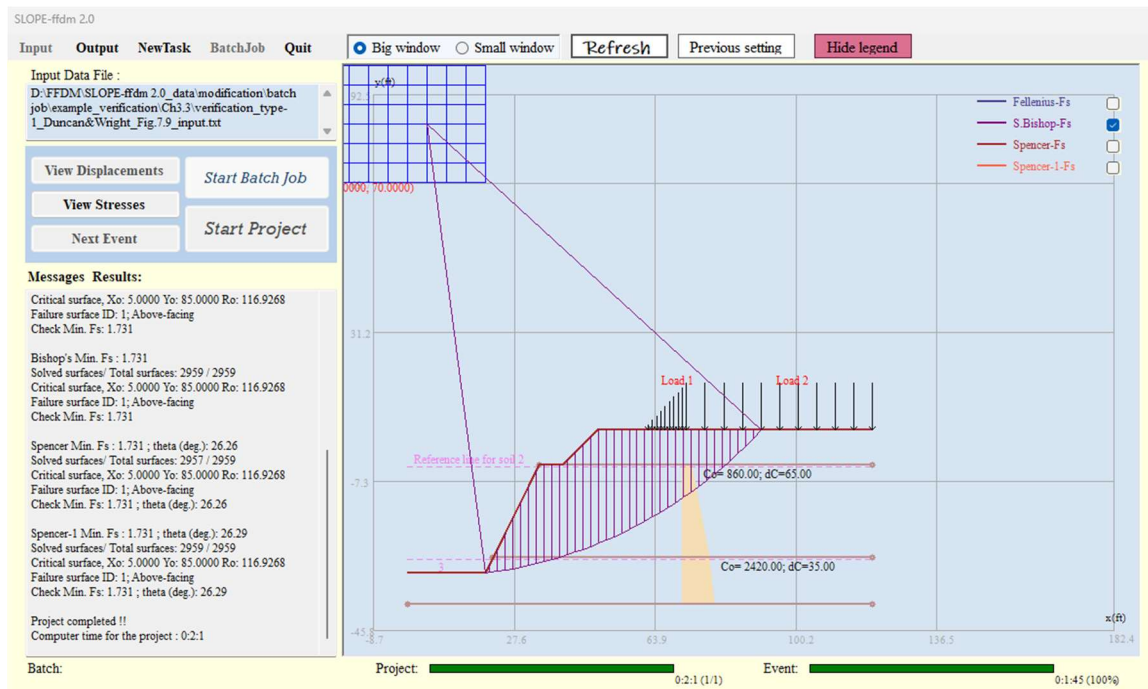 SLOPE-ffdm 2.0
Input Output NewTask BatchJob Quit
Big window Small window Refresh Previous setting Hide legend
Input Data File :
D:\FFDM\SLOPE-ffdm 2.0_data\modification\batch
job\example_verification\Ch3.3\verification_type-
1_Duncan&Wright_Fig.7.9_input.txt
View Displacements
Start Batch Job
View Stresses
Start Project
Next Event
Messages Results:
Critical surface, Xo: 5.0000 Yo: 85.0000 Ro: 116.9268
Failure surface ID: 1; Above-facing
Check Min. Fs: 1.731
Bishop's Min. Fs : 1.731
Solved surfaces/ Total surfaces: 2959 / 2959
Critical surface, Xo: 5.0000 Yo: 85.0000 Ro: 116.9268
Failure surface ID: 1; Above-facing
Check Min. Fs: 1.731
Spencer Min. Fs : 1.731 ; theta (deg.): 26.26
Solved surfaces/ Total surfaces: 2957 / 2959
Critical surface, Xo: 5.0000 Yo: 85.0000 Ro: 116.9268
Failure surface ID: 1; Above-facing
Check Min. Fs: 1.731 ; theta (deg.): 26.26
Spencer-1 Min. Fs : 1.731 ; theta (deg.): 26.29
Solved surfaces/ Total surfaces: 2959 / 2959
Critical surface, Xo: 5.0000 Yo: 85.0000 Ro: 116.9268
Failure surface ID: 1; Above-facing
Check Min. Fs: 1.731 ; theta (deg.): 26.29
Project completed !!
Computer time for the project : 0:2:1
y(ft)
92.
Fellenius-Fs
S.Bishop-Fs
Spencer-Fs
Spencer-1-Fs
0000; 70.0000)
31.2
Load 1 Load 2
Reference line for soil 2
Co= 860.00; dC=65.00
-7.3
3
Co= 2420.00; dC=35.00
x(ft)
-45.8
-8.7 27.6 63.9 100.2 136.5 182.4
Batch: Project: 0:2:1 (1/1) Event: 0:1:45 (100%)